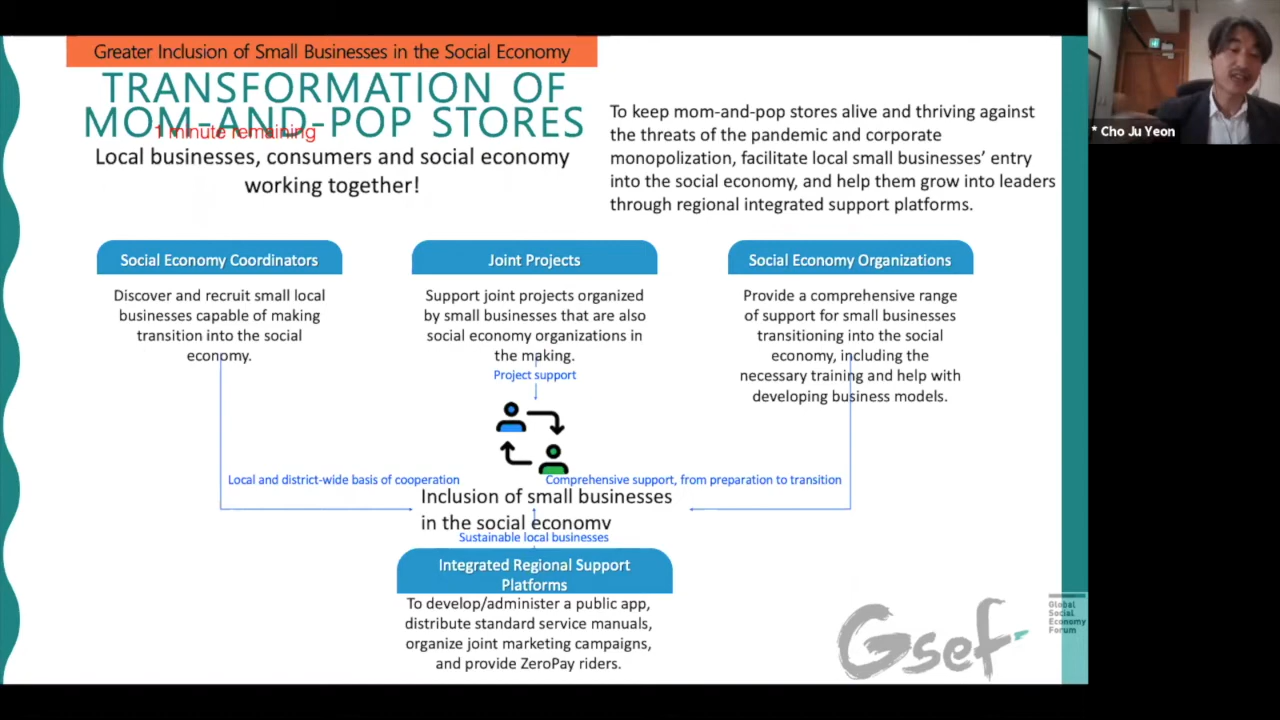 Greater Inclusion of Small Businesses in the Social Economy
TRANSFORMATION OF
MOM-AND-POP STORES
1 minute remaining
Local businesses, consumers and social economy
working together!
To keep mom-and-pop stores alive and thriving against
the threats of the pandemic and corporate
monopolization, facilitate local small businesses' entry
into the social economy, and help them grow into leaders
through regional integrated support platforms.
* Cho Ju Yeon
Social Economy Coordinators
Discover and recruit small local
businesses capable of making
transition into the social
economy.
Joint Projects
Support joint projects organized
by small businesses that are also
social economy organizations in
the making.
Project support
Social Economy Organizations
Provide a comprehensive range
of support for small businesses
transitioning into the social
economy, including the
necessary training and help with
developing business models.
Local and district-wide basis of cooperation
Comprehensive support, from preparation to transition
Inclusion of small businesses
in the social economy
Sustainable local businesses
Integrated Regional Support
Platforms
To develop/administer a public app,
distribute standard service manuals,
organize joint marketing campaigns,
and provide ZeroPay riders.
Gsef
Global
Social
Economy
Forum